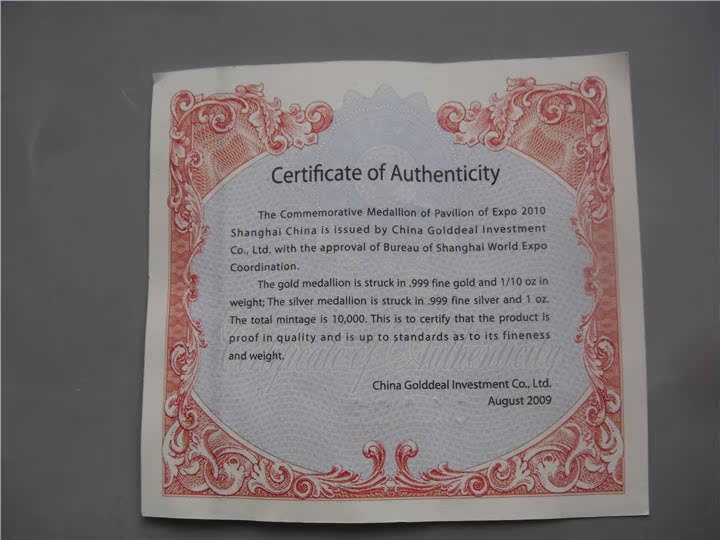 Certificate of Authenticity
The Commemorative Medallion of Pavilion of Expo 2010
Shanghai China is issued by China Golddeal Investment
Co., Ltd. with the approval of Bureau of Shanghai World Expo
Coordination.
The gold medallion is struck in .999 fine gold and 1/10 oz in
weight; The silver medallion is struck in .999 fine silver and 1 oz.
The total mintage is 10,000. This is to certify that the product is
proof in quality and is up to standards as to its fineness
and weight.
Certificate of Authenticity
China Golddeal Investment Co., Ltd.
August 2009